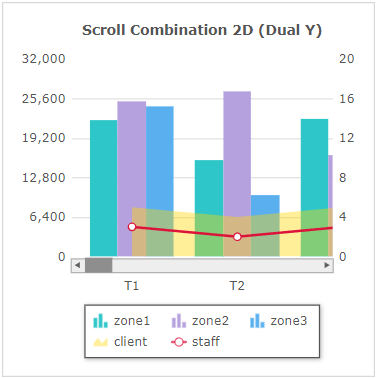 Scroll Combination 2D (Dual Y)
32,000 20
25,600 16
19,200 12
12,800 8
6,400 4
0 0
T1 T2
zone1 zone2 zone3
client staff